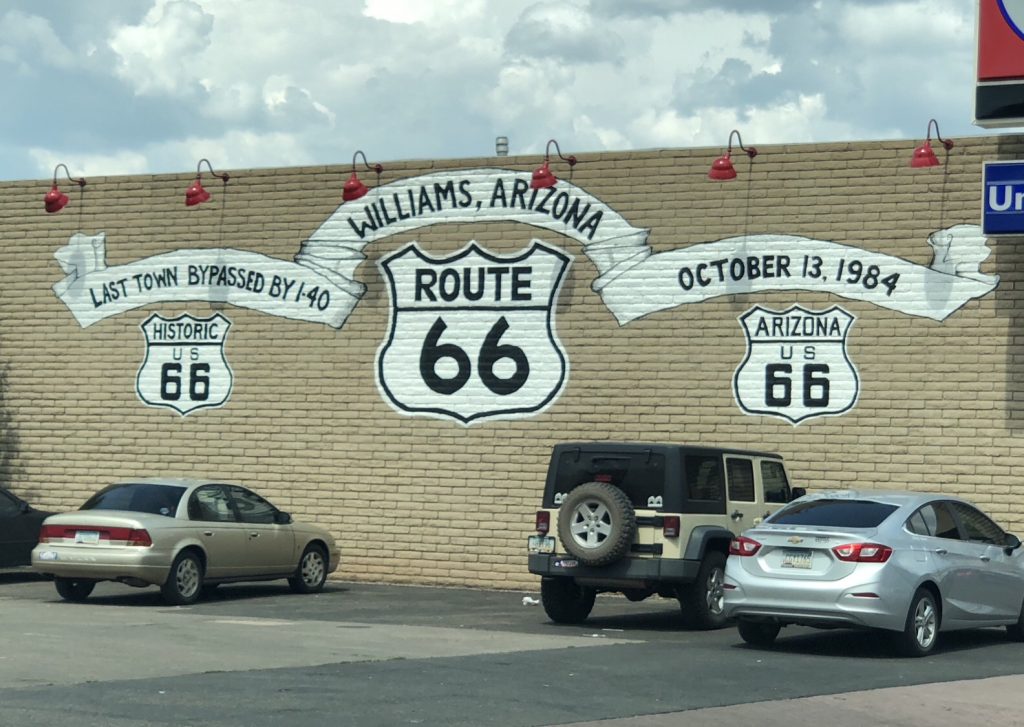 WILLIAMS, ARIZONA
LAST TOWN BYPASSED BY I-40
OCTOBER 13, 1984
ROUTE
66
HISTORIC
US
66
ARIZONA
US
66